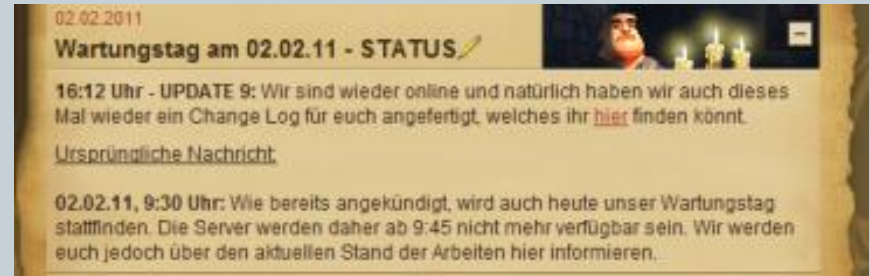 02.02.2011
Wartungstag am 02.02.11 - STATUS
16:12 Uhr - UPDATE 9: Wir sind wieder online und natürlich haben wir auch dieses
Mal wieder ein Change Log für euch angefertigt, welches ihr hier finden könnt.
Ursprüngliche Nachricht:
02.02.11, 9:30 Uhr: Wie bereits angekündigt, wird auch heute unser Wartungstag
stattfinden. Die Server werden daher ab 9:45 nicht mehr verfügbar sein. Wir werden
euch jedoch über den aktuellen Stand der Arbeiten hier informieren.